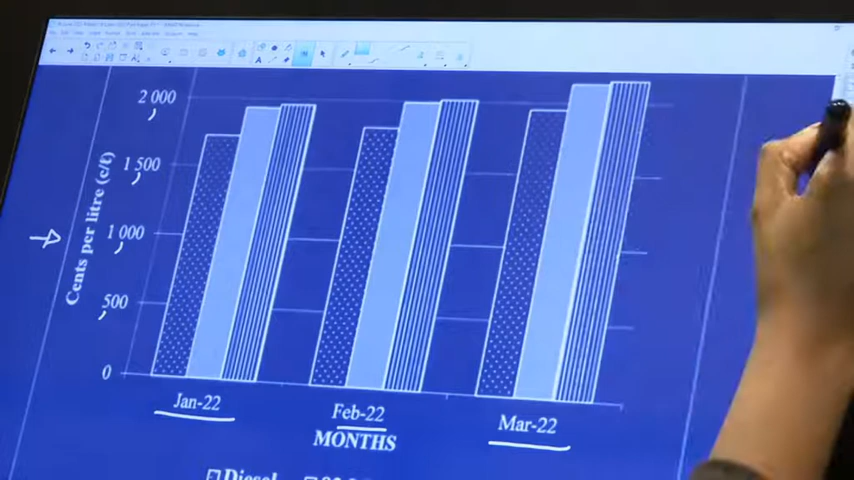 2 000
1 500
1 000
500
0
Cents per litre (c/ℓ)
Jan-22
Feb-22
Mar-22
MONTHS
Diesel